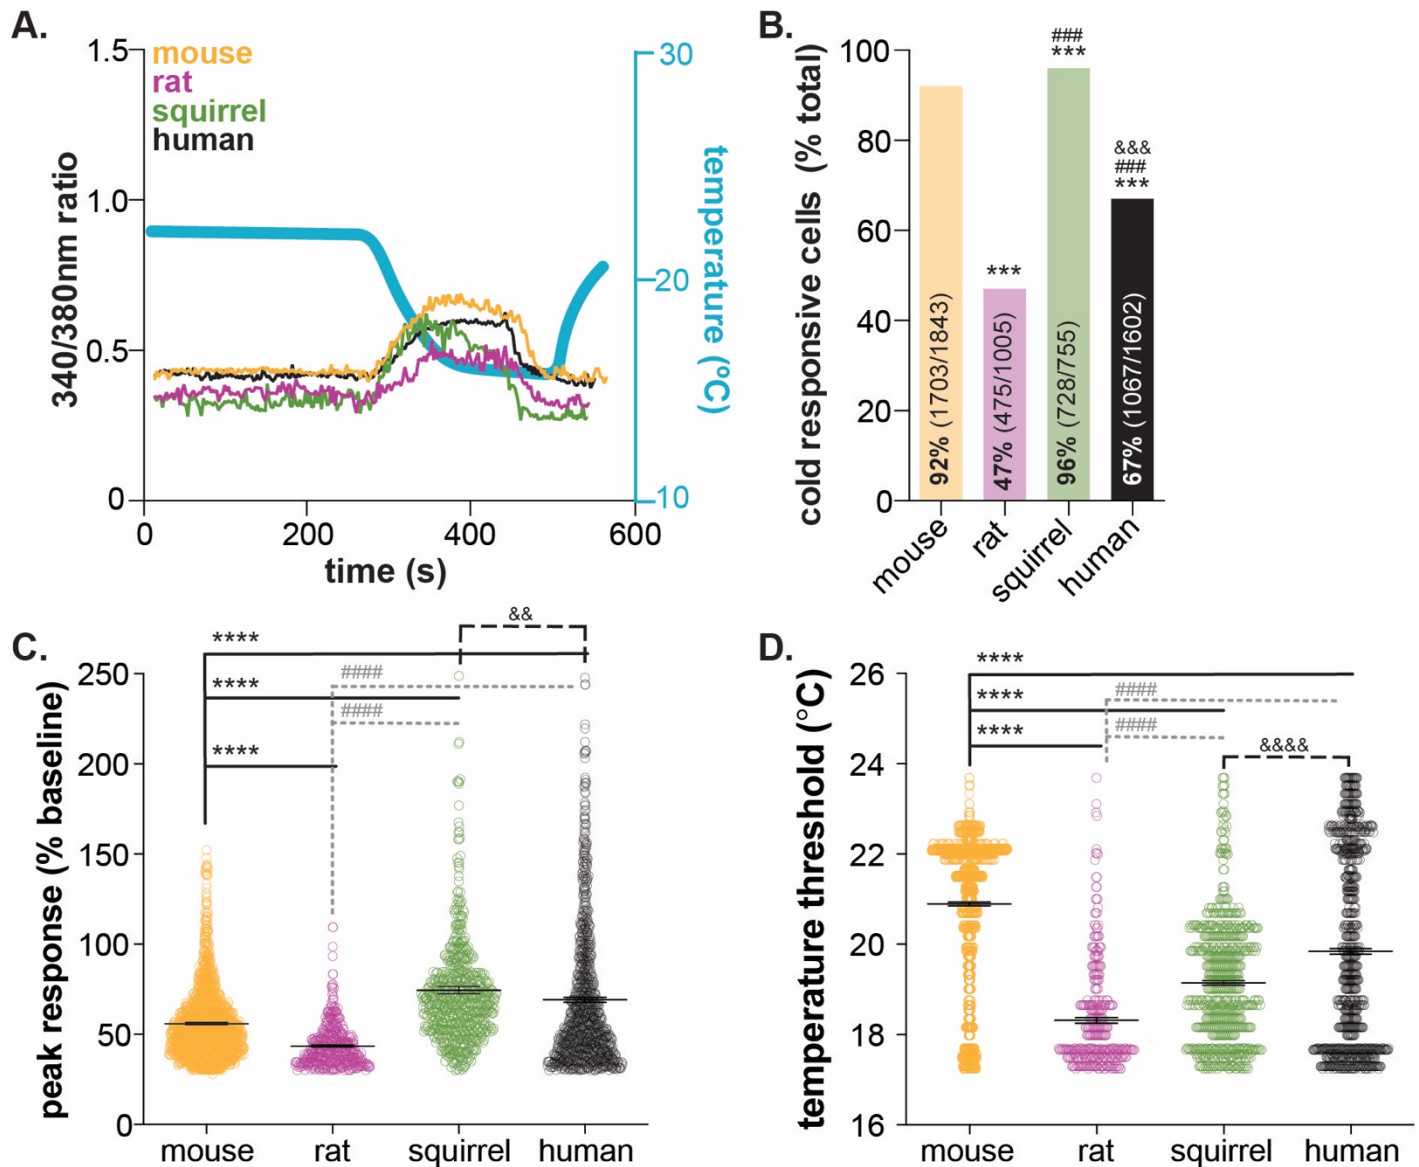 A.
1.5
1.0
0.5
0
340/380nm ratio
mouse
rat
squirrel
human
30
20
10
temperature (ºC)
0
200
400
600
time (s)
B.
100
80
60
40
20
0
cold responsive cells (% total)
92% (1703/1843)
***
47% (475/1005)
###
***
96% (728/755)
&&&
###
***
67% (1067/1602)
mouse
rat
squirrel
human
C.
&&
****
####
****
####
****
250
200
150
100
50
0
peak response (% baseline)
mouse
rat
squirrel
human
D.
****
####
****
####
****
&&&&
26
24
22
20
18
16
temperature threshold (°C)
mouse
rat
squirrel
human